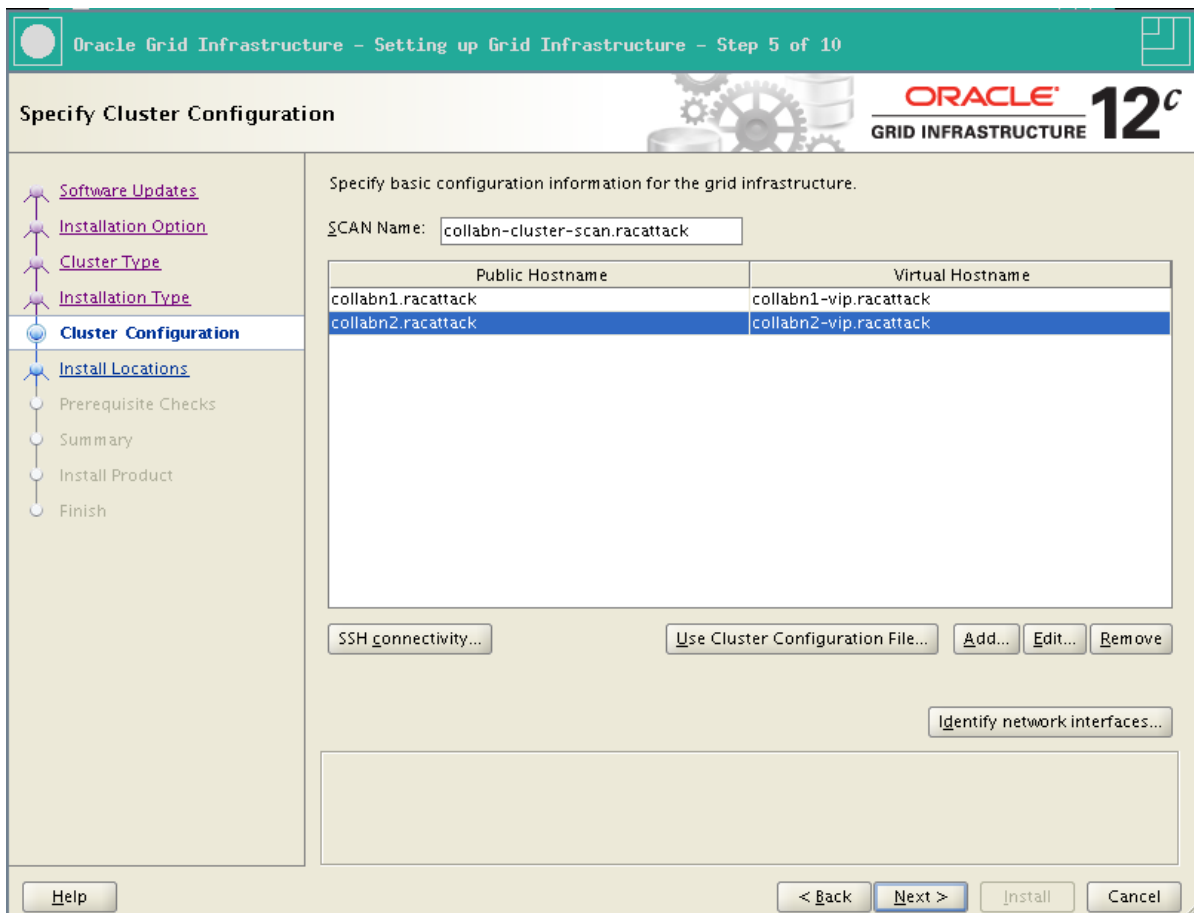 Oracle Grid Infrastructure - Setting up Grid Infrastructure - Step 5 of 10
Specify Cluster Configuration
ORACLE
GRID INFRASTRUCTURE 12c
Software Updates
Installation Option
Cluster Type
Installation Type
Cluster Configuration
Install Locations
Prerequisite Checks
Summary
Install Product
Finish
Specify basic configuration information for the grid infrastructure.
SCAN Name: collabn-cluster-scan.racattack
Public Hostname Virtual Hostname
collabn1.racattack collabn1-vip.racattack
collabn2.racattack collabn2-vip.racattack
SSH connectivity... Use Cluster Configuration File... Add... Edit... Remove
Identify network interfaces...
Help < Back Next > Install Cancel